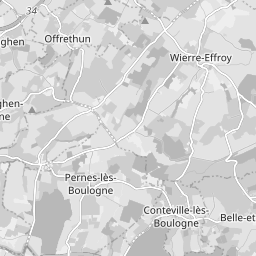 34
ghen
Offrethun
Wierre-Effroy
ghen-
ne
Pernes-lès-
Boulogne
Conteville-lès-
Boulogne
Belle-et